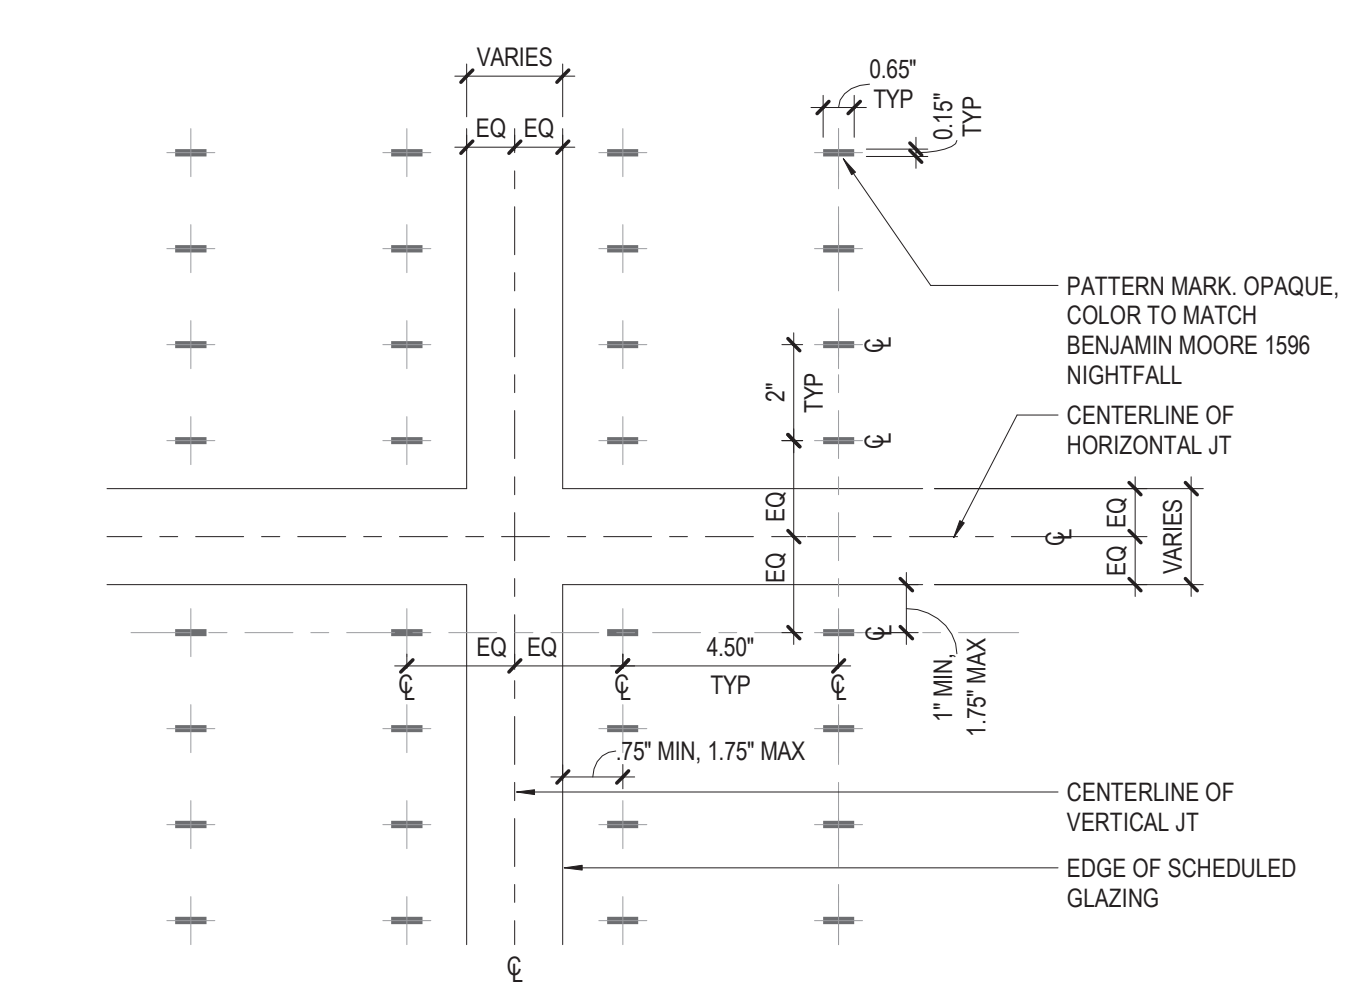 VARIES
EQ EQ
0.65"
TYP
0.15"
TYP
PATTERN MARK. OPAQUE,
COLOR TO MATCH
BENJAMIN MOORE 1596
NIGHTFALL
℄
2"
TYP
℄
CENTERLINE OF
HORIZONTAL JT
EQ
EQ
℄
EQ
EQ
VARIES
℄
EQ EQ
4.50"
TYP
℄
℄
℄
1" MIN,
1.75" MAX
.75" MIN, 1.75" MAX
CENTERLINE OF
VERTICAL JT
EDGE OF SCHEDULED
GLAZING
℄